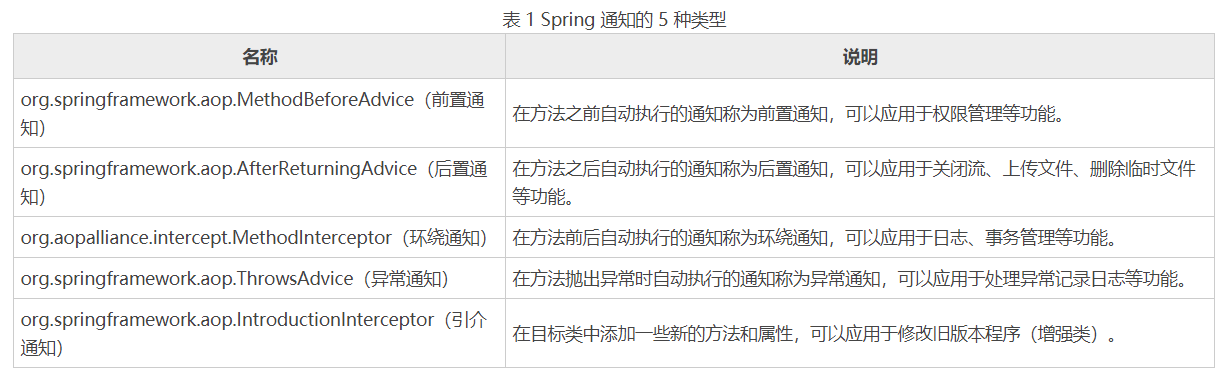 表 1 Spring 通知的 5 种类型
名称
说明
org.springframework.aop.MethodBeforeAdvice（前置通
知）
在方法之前自动执行的通知称为前置通知，可以应用于权限管理等功能。
org.springframework.aop.AfterReturningAdvice（后置通
知）
在方法之后自动执行的通知称为后置通知，可以应用于关闭流、上传文件、删除临时文件
等功能。
org.aopalliance.intercept.MethodInterceptor（环绕通知）
在方法前后自动执行的通知称为环绕通知，可以应用于日志、事务管理等功能。
org.springframework.aop.ThrowsAdvice（异常通知）
在方法抛出异常时自动执行的通知称为异常通知，可以应用于处理异常记录日志等功能。
org.springframework.aop.IntroductionInterceptor（引介
通知）
在目标类中添加一些新的方法和属性，可以应用于修改旧版本程序（增强类）。